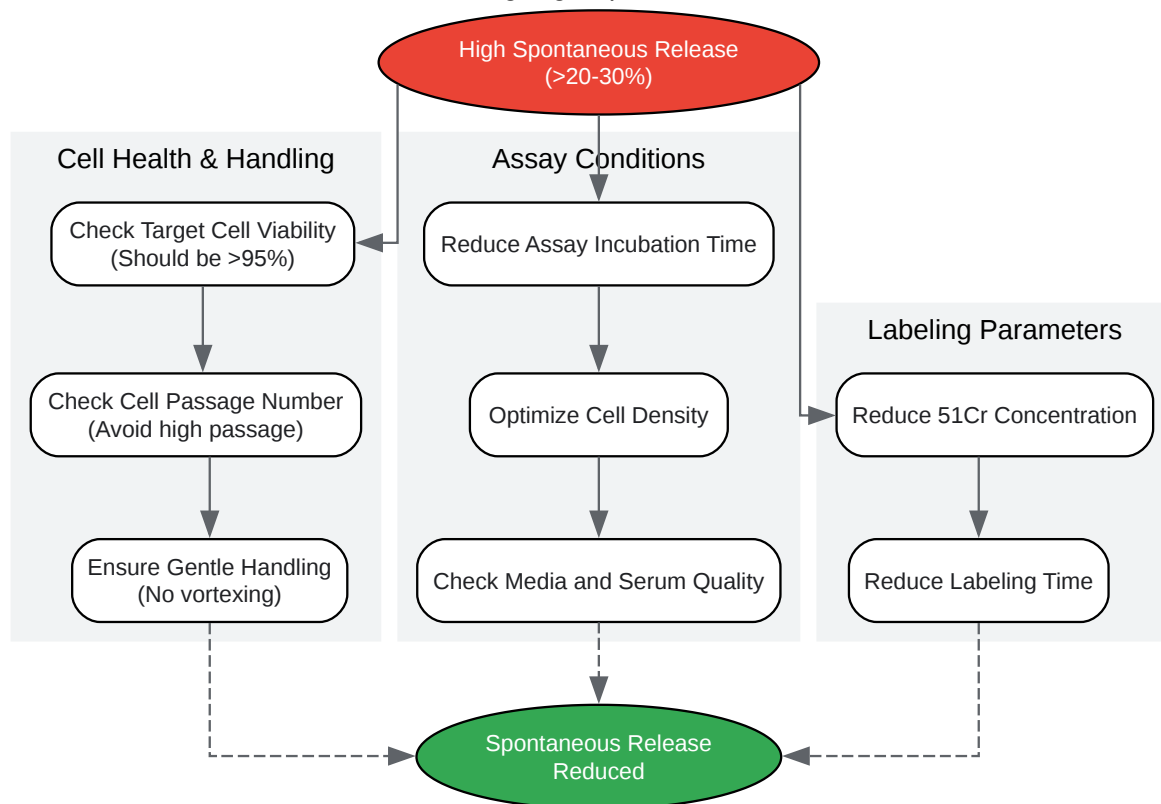 High Spontaneous Release
(>20-30%)
Cell Health & Handling
Check Target Cell Viability
(Should be >95%)
Check Cell Passage Number
(Avoid high passage)
Ensure Gentle Handling
(No vortexing)
Assay Conditions
Reduce Assay Incubation Time
Optimize Cell Density
Check Media and Serum Quality
Labeling Parameters
Reduce 51Cr Concentration
Reduce Labeling Time
Spontaneous Release
Reduced